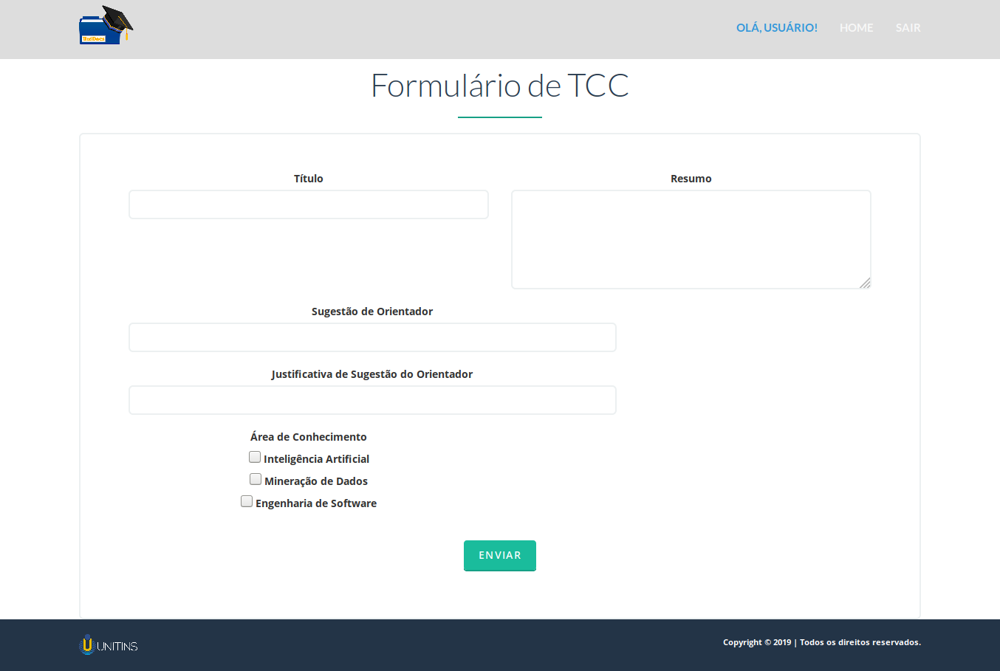 UniDocs
OLÁ, USUÁRIO! HOME SAIR
Formulário de TCC
Título
Resumo
Sugestão de Orientador
Justificativa de Sugestão do Orientador
Área de Conhecimento
Inteligência Artificial
Mineração de Dados
Engenharia de Software
ENVIAR
UNITINS
Copyright © 2019 | Todos os direitos reservados.